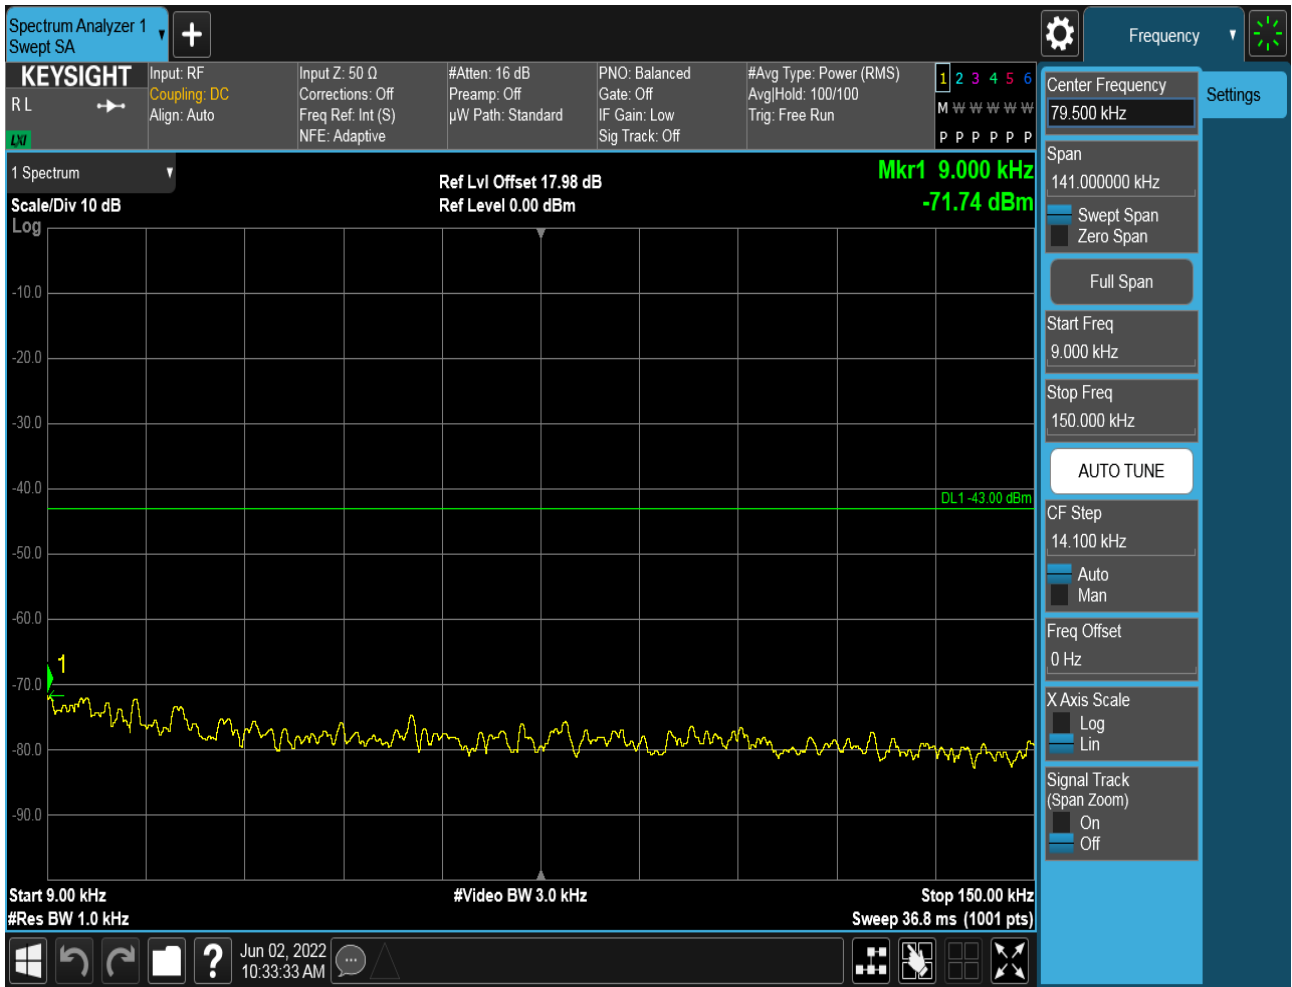 Spectrum Analyzer 1
Swept SA
Frequency
KEYSIGHT
R L
LXI
Input: RF
Coupling: DC
Align: Auto
Input Z: 50 Ω
Corrections: Off
Freq Ref: Int (S)
NFE: Adaptive
#Atten: 16 dB
Preamp: Off
µW Path: Standard
PNO: Balanced
Gate: Off
IF Gain: Low
Sig Track: Off
#Avg Type: Power (RMS)
Avg|Hold: 100/100
Trig: Free Run
1 2 3 4 5 6
M W W W W W
P P P P P P
1 Spectrum
Scale/Div 10 dB
Log
Ref Lvl Offset 17.98 dB
Ref Level 0.00 dBm
Mkr1 9.000 kHz
-71.74 dBm
-10.0
-20.0
-30.0
-40.0
DL1 -43.00 dBm
-50.0
-60.0
1
-70.0
-80.0
-90.0
Start 9.00 kHz
#Video BW 3.0 kHz
Stop 150.00 kHz
#Res BW 1.0 kHz
Sweep 36.8 ms (1001 pts)
?
Jun 02, 2022
10:33:33 AM
Center Frequency
79.500 kHz
Settings
Span
141.000000 kHz
Swept Span
Zero Span
Full Span
Start Freq
9.000 kHz
Stop Freq
150.000 kHz
AUTO TUNE
CF Step
14.100 kHz
Auto
Man
Freq Offset
0 Hz
X Axis Scale
Log
Lin
Signal Track
(Span Zoom)
On
Off